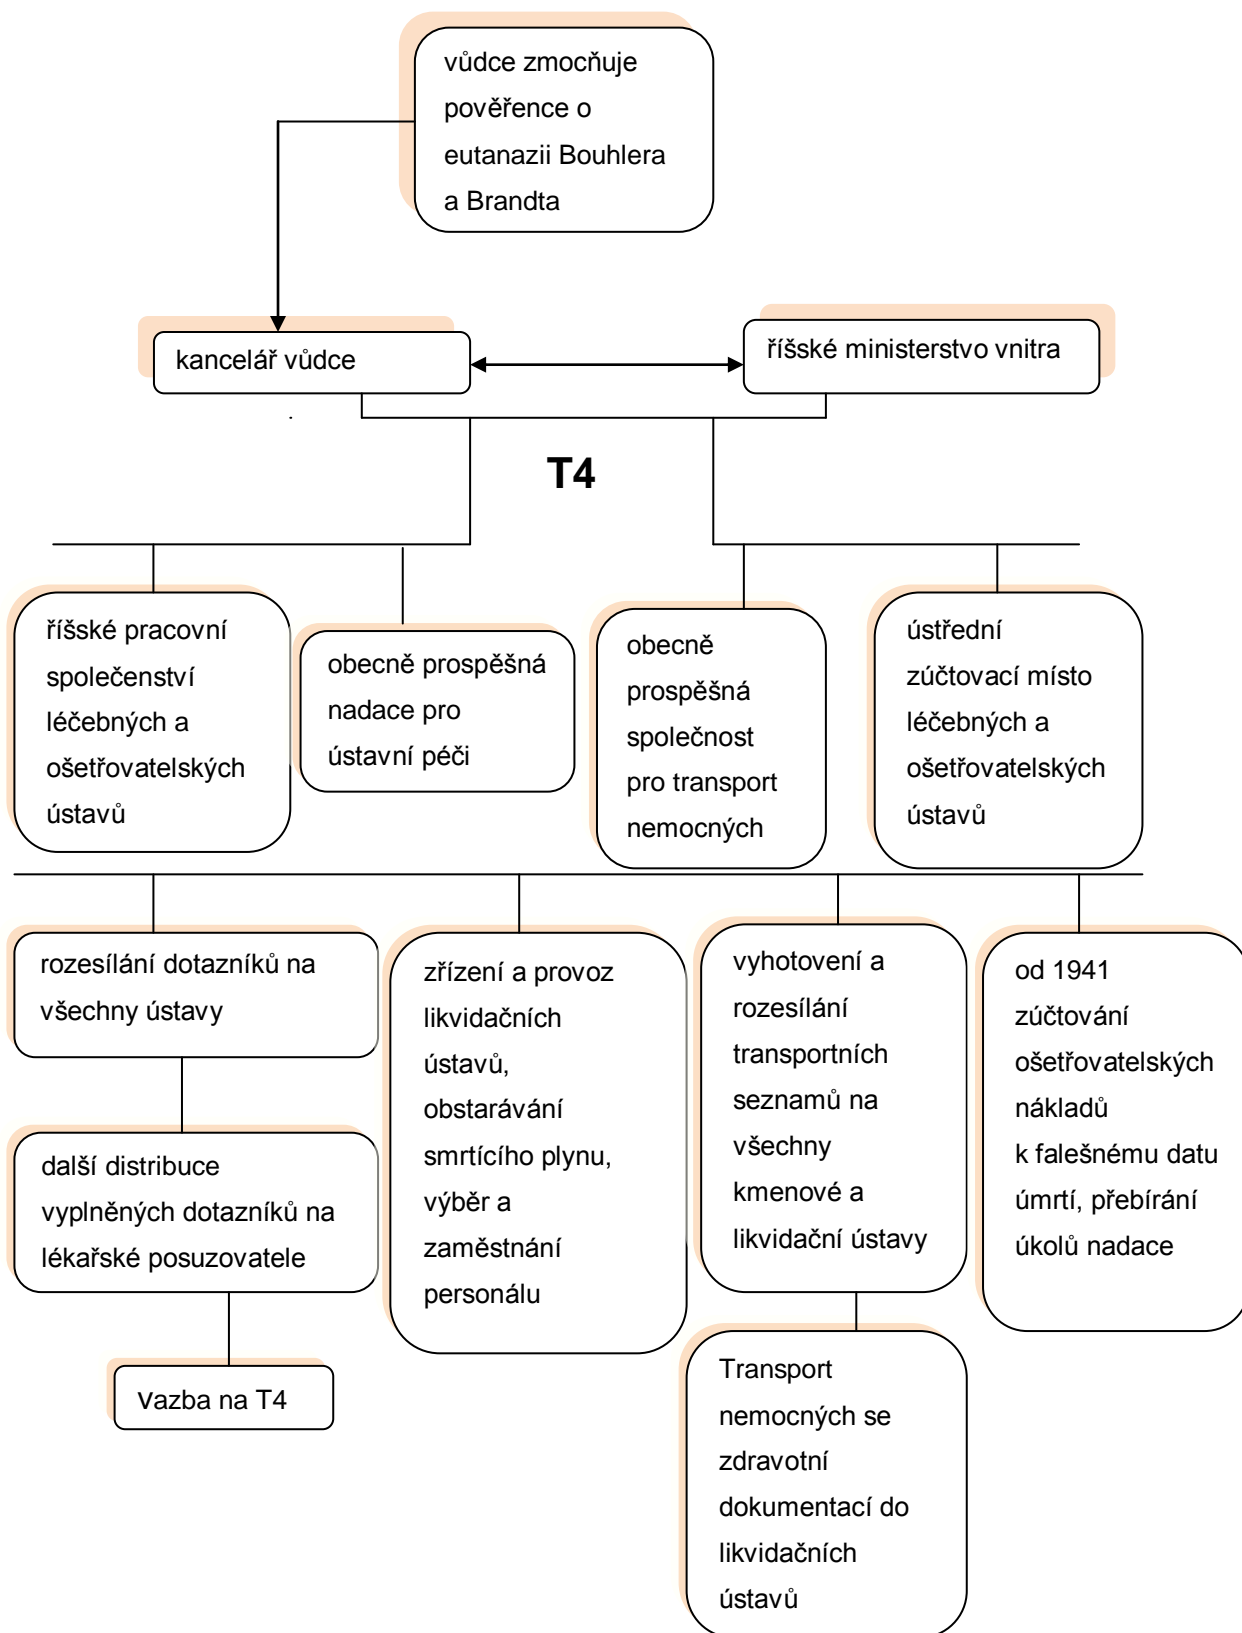 vůdce zmocňuje
pověřence o
eutanazii Bouhlera
a Brandta
kancelář vůdce
říšské ministerstvo vnitra
T4
říšské pracovní
společenství
léčebných a
ošetřovatelských
ústavů
obecně prospěšná
nadace pro
ústavní péči
obecně
prospěšná
společnost
pro transport
nemocných
ústřední
zúčtovací místo
léčebných a
ošetřovatelských
ústavů
rozesílání dotazníků na
všechny ústavy
další distribuce
vyplněných dotazníků na
lékařské posuzovatele
vazba na T4
zřízení a provoz
likvidačních
ústavů,
obstarávání
smrtícího plynu,
výběr a
zaměstnání
personálu
vyhotovení a
rozesílání
transportních
seznamů na
všechny
kmenové a
likvidační ústavy
Transport
nemocných se
zdravotní
dokumentací do
likvidačních
ústavů
od 1941
zúčtování
ošetřovatelských
nákladů
k falešnému datu
úmrtí, přebírání
úkolů nadace